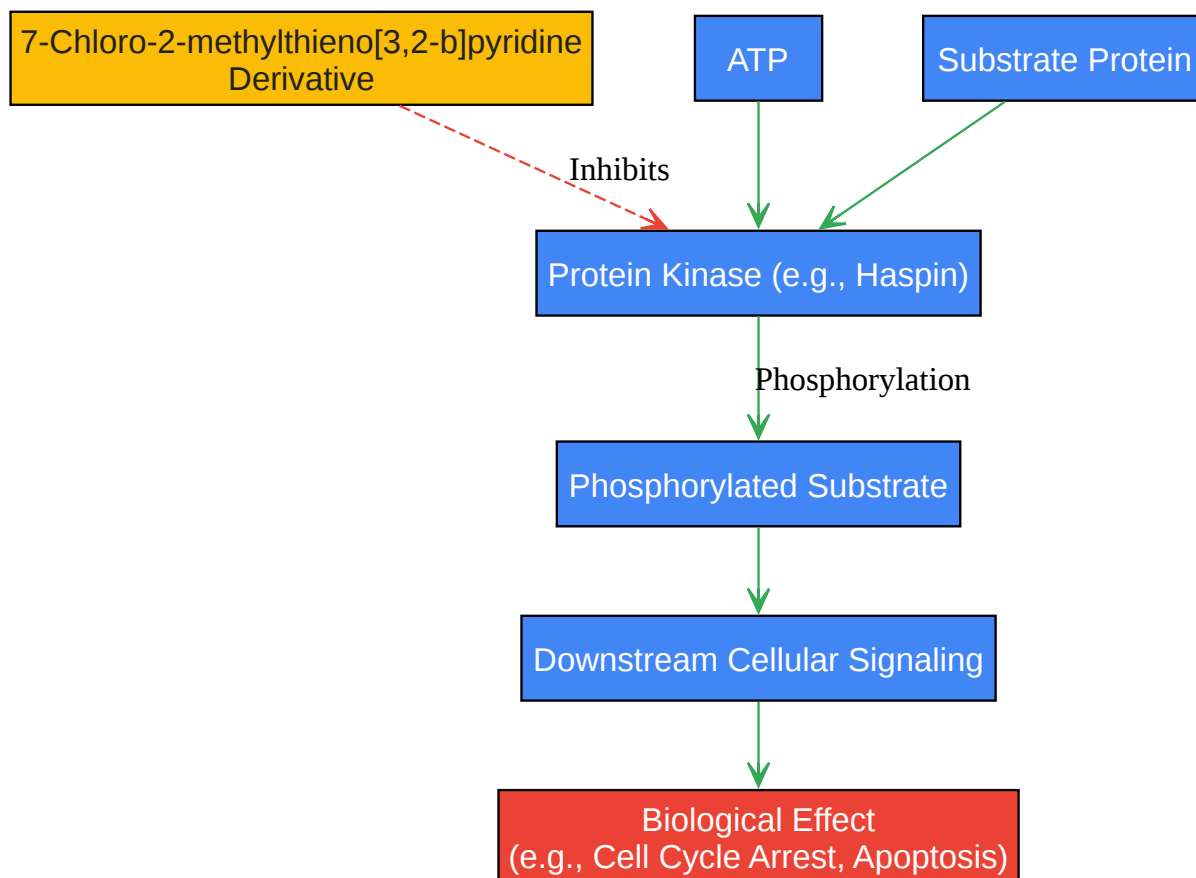 7-Chloro-2-methylthieno[3,2-b]pyridine
Derivative
ATP
Substrate Protein
Inhibits
Protein Kinase (e.g., Haspin)
Phosphorylation
Phosphorylated Substrate
Downstream Cellular Signaling
Biological Effect
(e.g., Cell Cycle Arrest, Apoptosis)